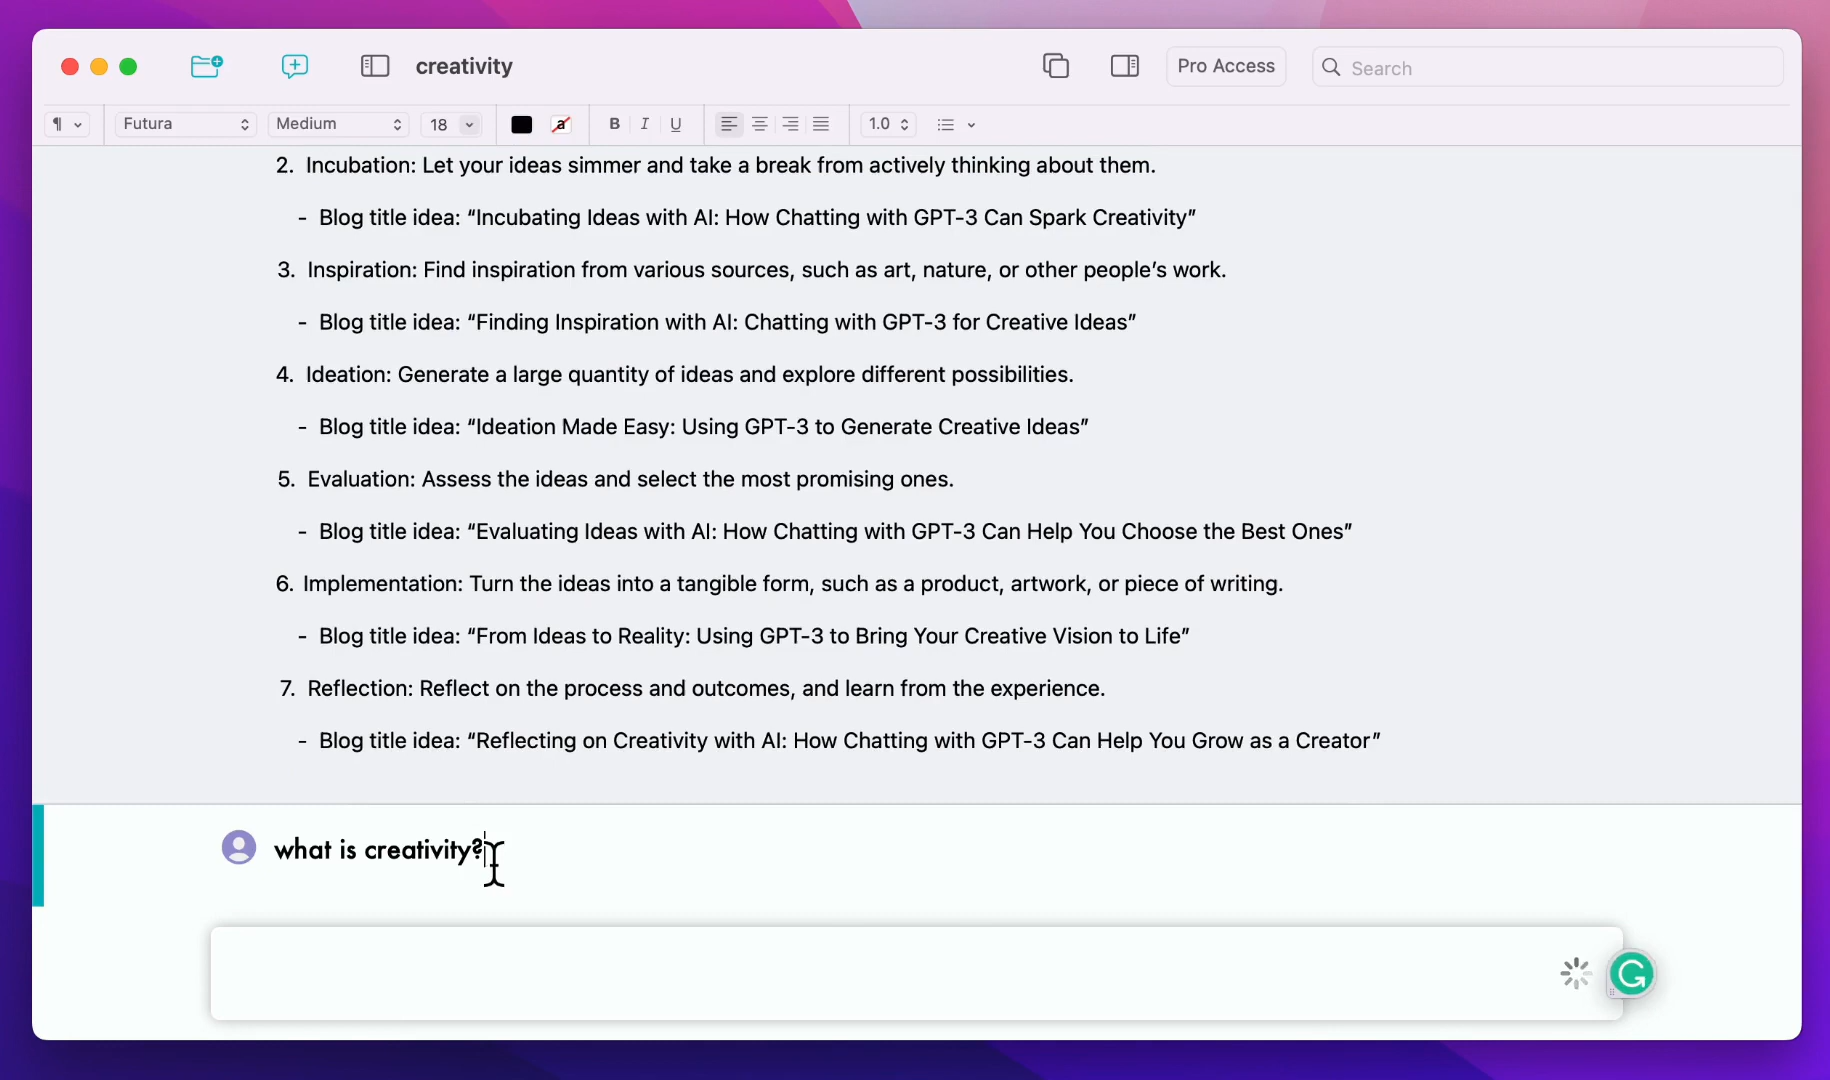 creativity
Pro Access
Search
¶
Futura
Medium
18
a
B I U
1.0
2. Incubation: Let your ideas simmer and take a break from actively thinking about them.
- Blog title idea: “Incubating Ideas with AI: How Chatting with GPT-3 Can Spark Creativity”
3. Inspiration: Find inspiration from various sources, such as art, nature, or other people’s work.
- Blog title idea: “Finding Inspiration with AI: Chatting with GPT-3 for Creative Ideas”
4. Ideation: Generate a large quantity of ideas and explore different possibilities.
- Blog title idea: “Ideation Made Easy: Using GPT-3 to Generate Creative Ideas”
5. Evaluation: Assess the ideas and select the most promising ones.
- Blog title idea: “Evaluating Ideas with AI: How Chatting with GPT-3 Can Help You Choose the Best Ones”
6. Implementation: Turn the ideas into a tangible form, such as a product, artwork, or piece of writing.
- Blog title idea: “From Ideas to Reality: Using GPT-3 to Bring Your Creative Vision to Life”
7. Reflection: Reflect on the process and outcomes, and learn from the experience.
- Blog title idea: “Reflecting on Creativity with AI: How Chatting with GPT-3 Can Help You Grow as a Creator”
what is creativity?
G